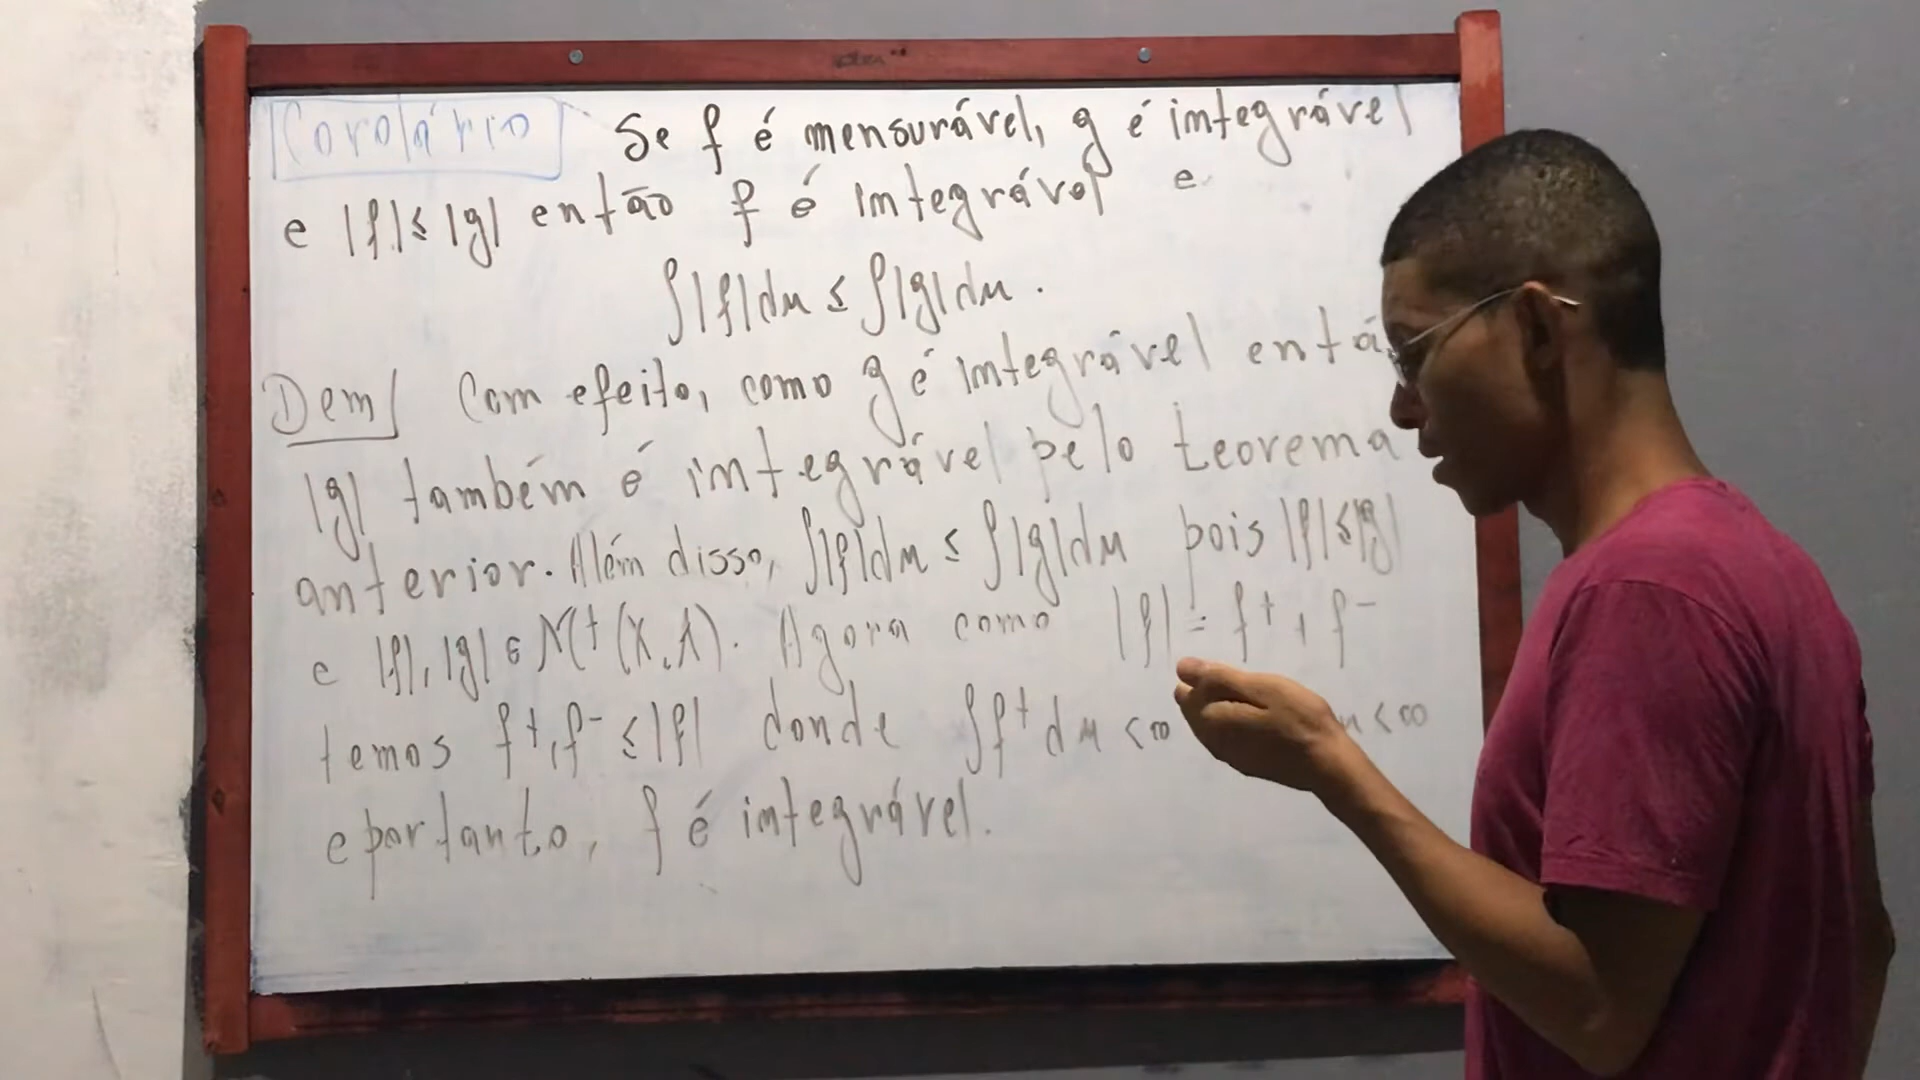 Corolário Se f é mensurável, g é integrável
e |f| ≤ |g| então f é integrável e
∫|f|dμ ≤ ∫|g|dμ.
Dem/ Com efeito, como g é integrável entã
|g| também é integrável pelo teorema
anterior. Além disso, ∫|f|dμ ≤ ∫|g|dμ pois |f| ≤ |g|
e |f|, |g| ∈ M⁺(X, A). Agora como |f| = f⁺ + f⁻
temos f⁺, f⁻ ≤ |f| donde ∫f⁺dμ < ∞ μ < ∞
e portanto, f é integrável.